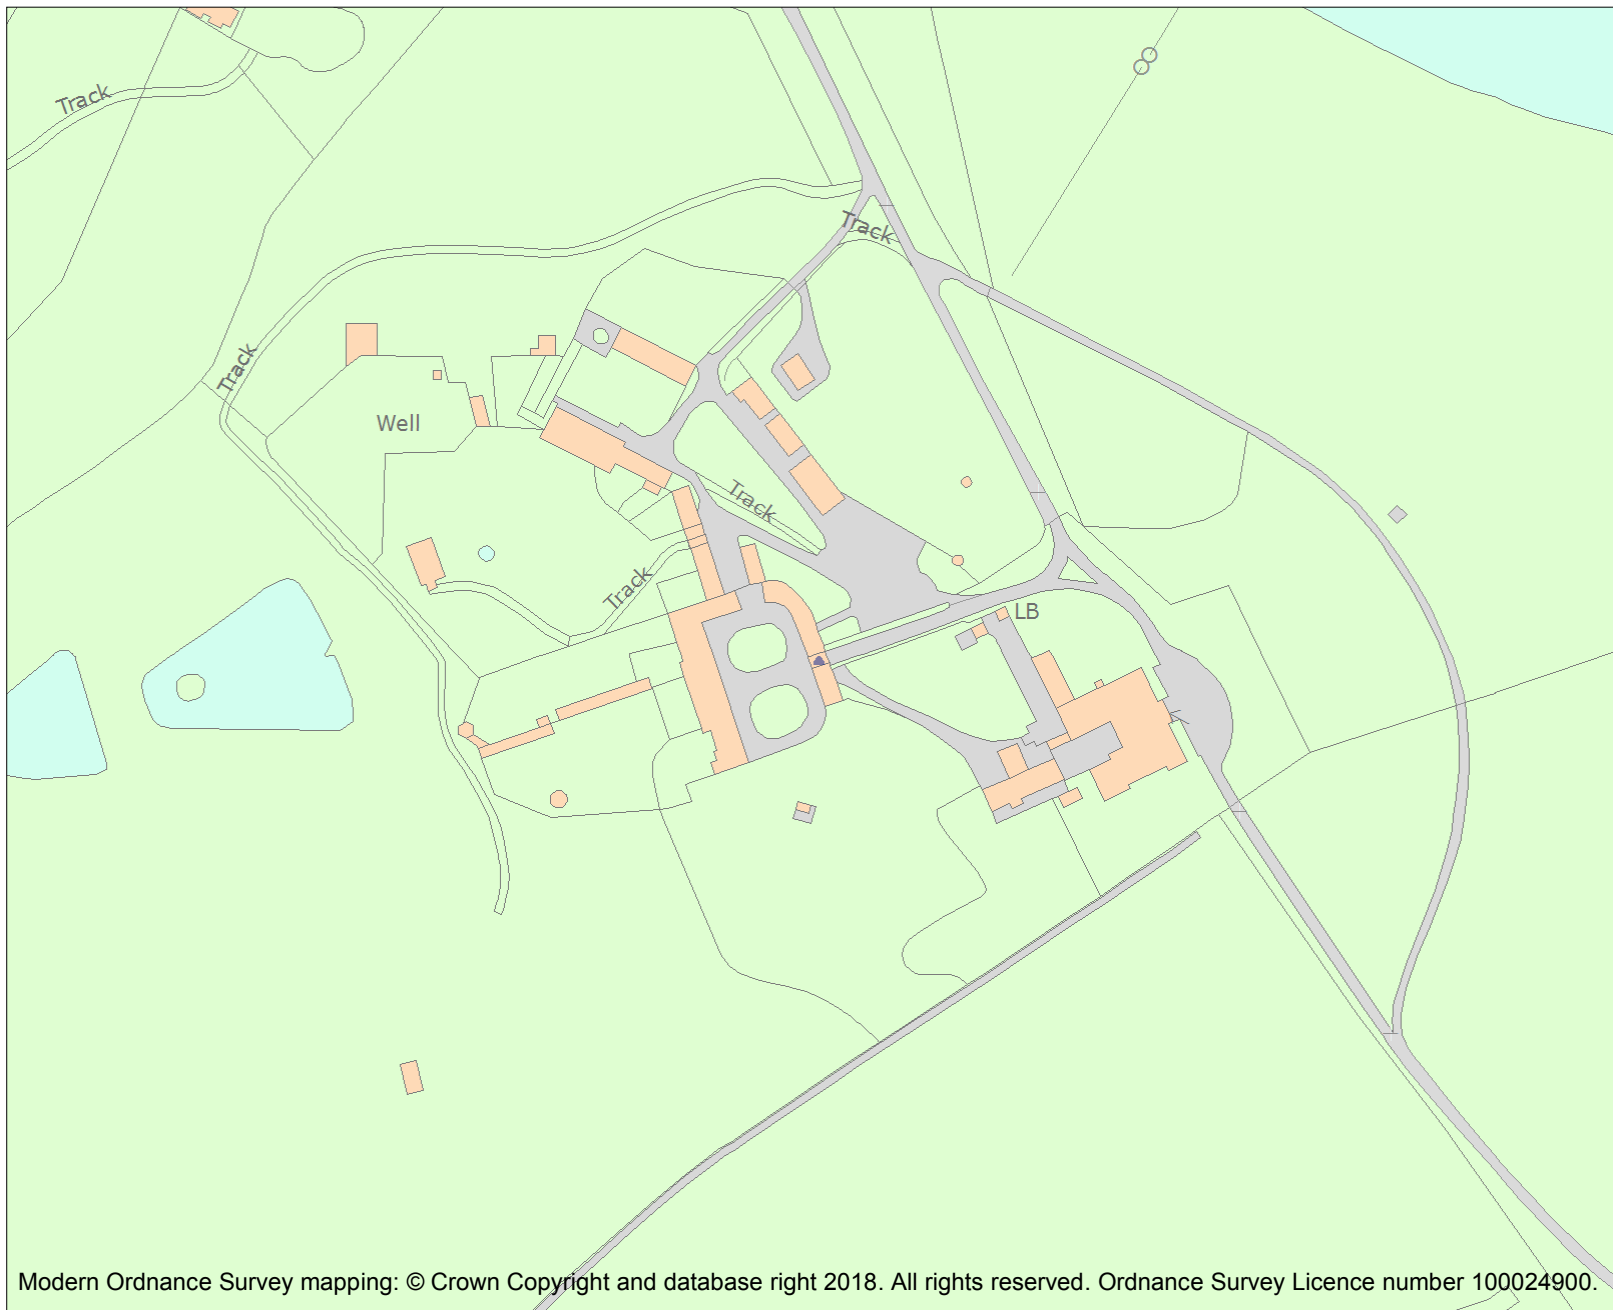 Track
Track
Track
Well
Track
Track
LB
Modern Ordnance Survey mapping: © Crown Copyright and database right 2018. All rights reserved. Ordnance Survey Licence number 100024900.